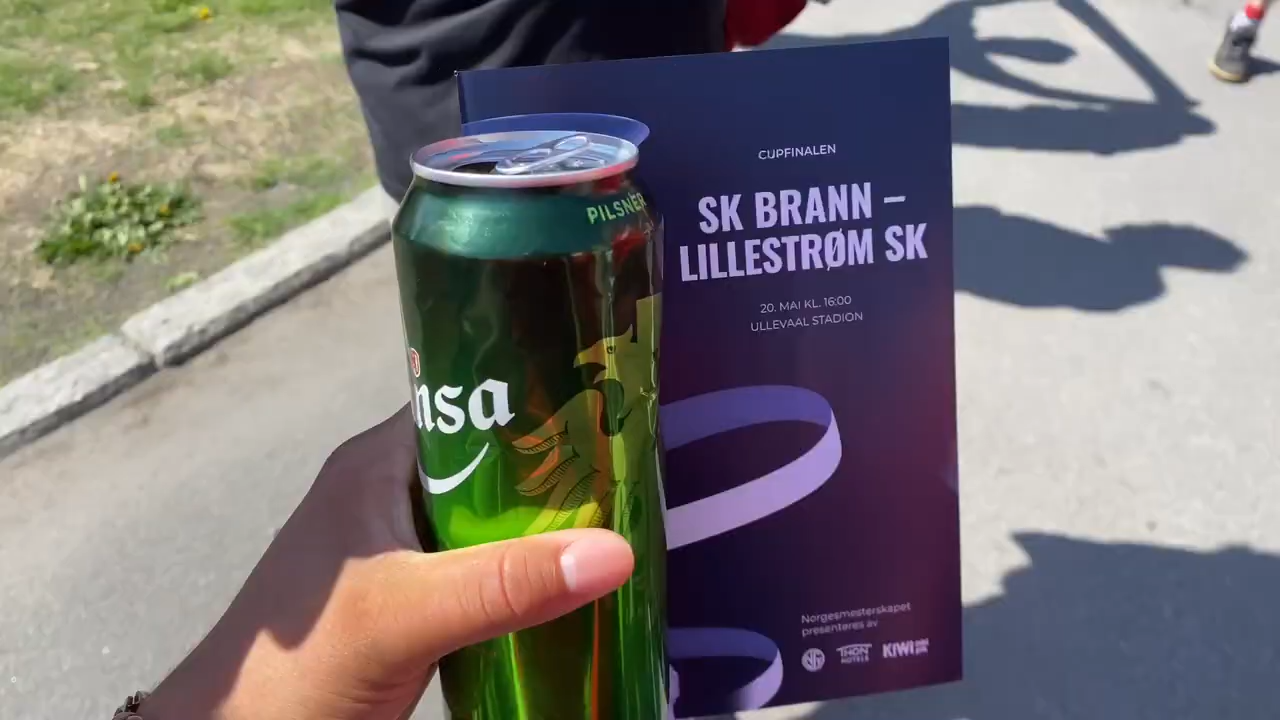 PILSNER
nsa
CUPFINALEN
SK BRANN –
LILLESTRØM SK
20. MAI KL. 16:00
ULLEVAAL STADION
Norgesmesterskapet
presenteres av
THON
HOTELS
KIWI